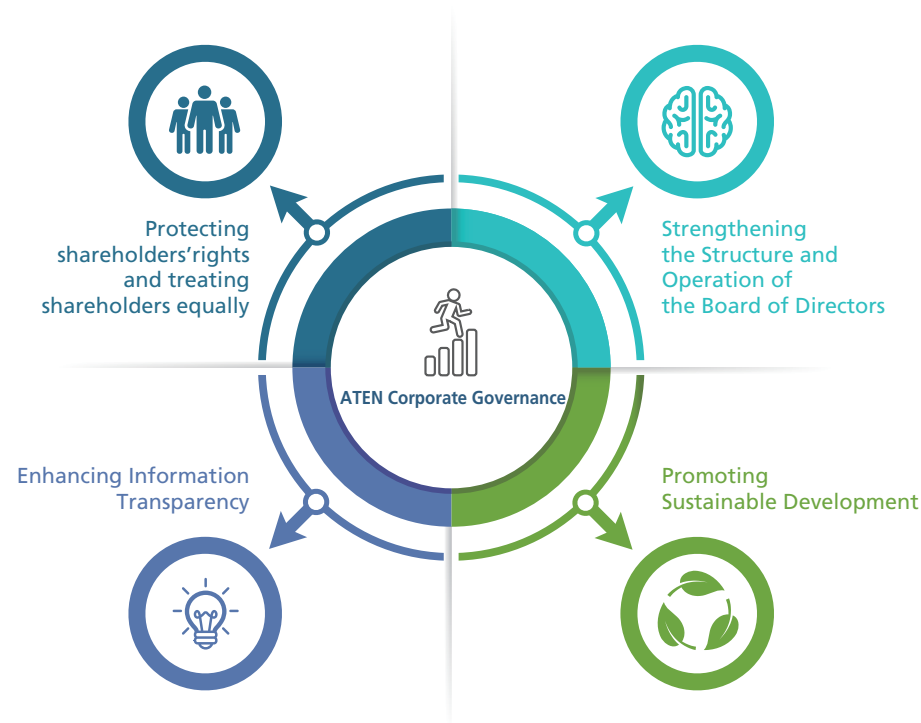 Protecting
shareholders'rights
and treating
shareholders equally
Strengthening
the Structure and
Operation of
the Board of Directors
ATEN Corporate Governance
Enhancing Information
Transparency
Promoting
Sustainable Development